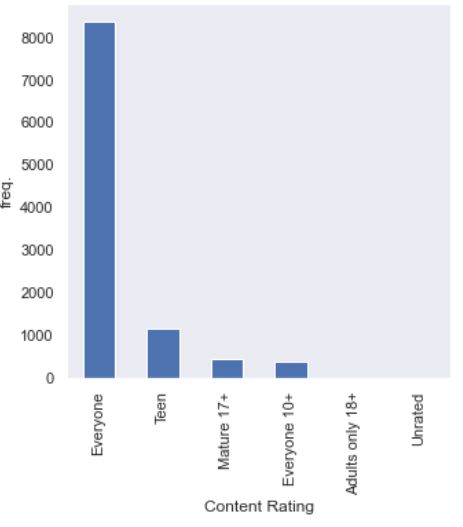 8000
7000
6000
5000
4000
3000
2000
1000
0
freq.
Everyone
Teen
Mature 17+
Everyone 10+
Adults only 18+
Unrated
Content Rating